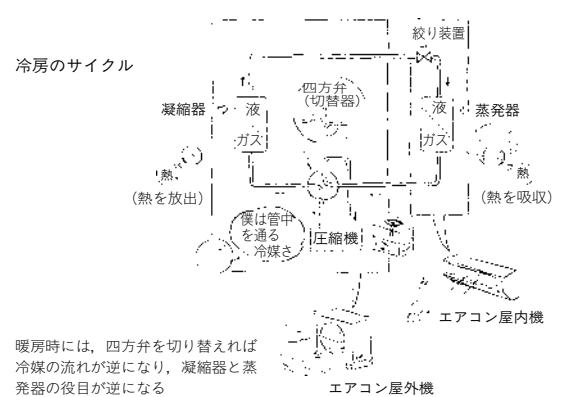 絞り装置
冷房のサイクル
四方弁
（切替器）
凝縮器
液
液
蒸発器
ガス
ガス
熱
熱
（熱を放出）
（熱を吸収）
僕は管中
を通る
冷媒さ
圧縮機
エアコン屋内機
暖房時には，四方弁を切り替えれば
冷媒の流れが逆になり，凝縮器と蒸
発器の役目が逆になる
エアコン屋外機